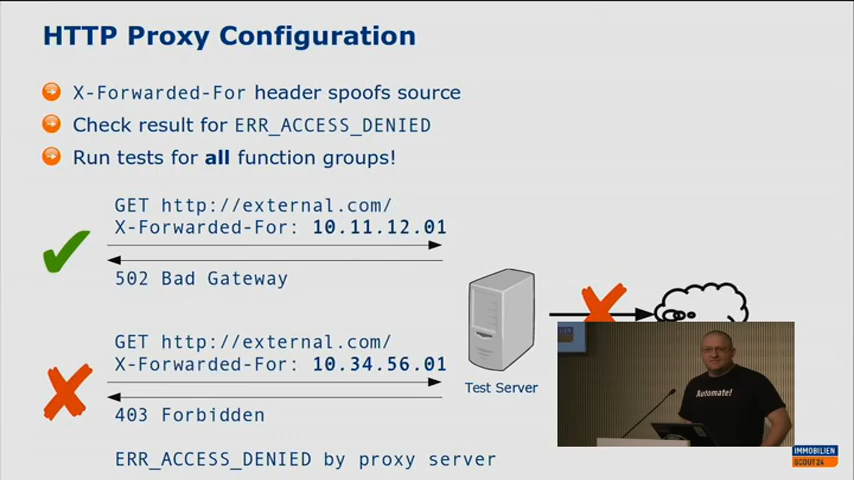 HTTP Proxy Configuration
X-Forwarded-For header spoofs source
Check result for ERR_ACCESS_DENIED
Run tests for all function groups!
GET http://external.com/
X-Forwarded-For: 10.11.12.01
502 Bad Gateway
GET http://external.com/
X-Forwarded-For: 10.34.56.01
403 Forbidden
ERR_ACCESS_DENIED by proxy server
Test Server
Automate!
IMMOBILIEN
SCOUT24